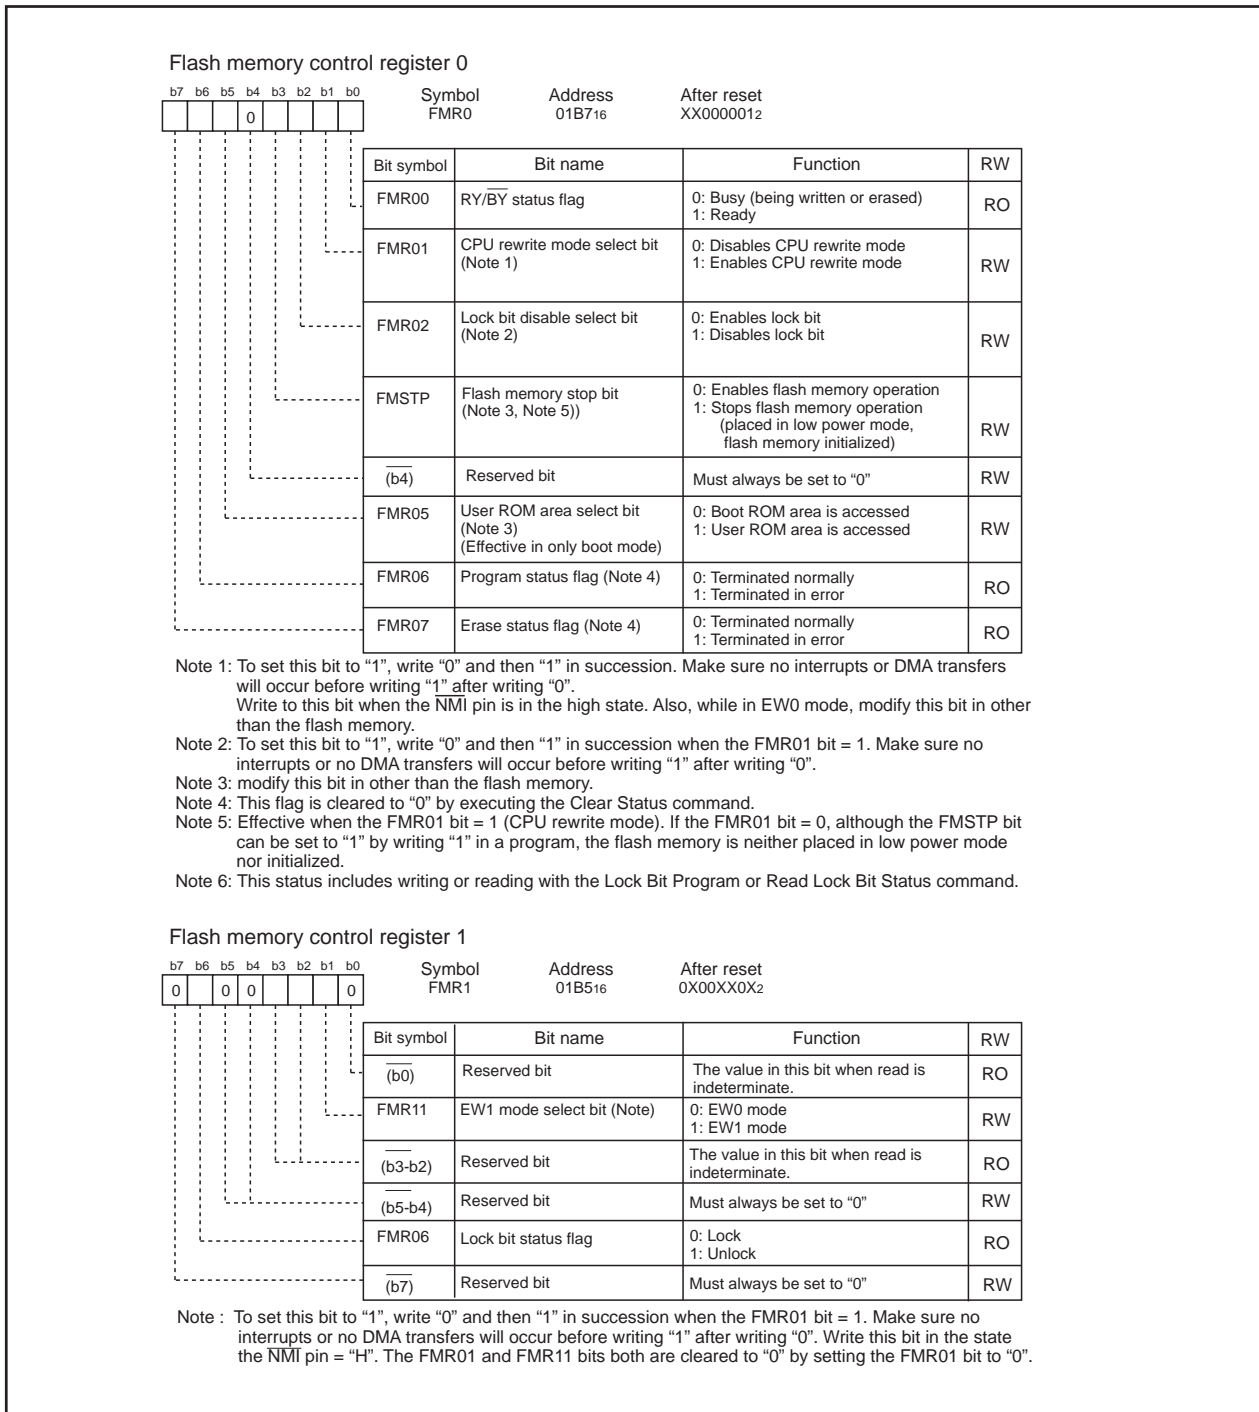 Flash memory control register 0
b7 b6 b5 b4 b3 b2 b1 b0
0
Symbol Address After reset
FMR0 01B716 XX0000012
Bit symbol Bit name Function RW
FMR00 RY/BY status flag 0: Busy (being written or erased)
1: Ready RO
FMR01 CPU rewrite mode select bit 0: Disables CPU rewrite mode
(Note 1) 1: Enables CPU rewrite mode RW
FMR02 Lock bit disable select bit 0: Enables lock bit
(Note 2) 1: Disables lock bit RW
FMSTP Flash memory stop bit 0: Enables flash memory operation
(Note 3, Note 5)) 1: Stops flash memory operation
(placed in low power mode, RW
flash memory initialized)
(b4) Reserved bit Must always be set to “0” RW
FMR05 User ROM area select bit 0: Boot ROM area is accessed
(Note 3) 1: User ROM area is accessed RW
(Effective in only boot mode)
FMR06 Program status flag (Note 4) 0: Terminated normally
1: Terminated in error RO
FMR07 Erase status flag (Note 4) 0: Terminated normally
1: Terminated in error RO
Note 1: To set this bit to “1”, write “0” and then “1” in succession. Make sure no interrupts or DMA transfers
will occur before writing “1” after writing “0”.
Write to this bit when the NMI pin is in the high state. Also, while in EW0 mode, modify this bit in other
than the flash memory.
Note 2: To set this bit to “1”, write “0” and then “1” in succession when the FMR01 bit = 1. Make sure no
interrupts or no DMA transfers will occur before writing “1” after writing “0”.
Note 3: modify this bit in other than the flash memory.
Note 4: This flag is cleared to “0” by executing the Clear Status command.
Note 5: Effective when the FMR01 bit = 1 (CPU rewrite mode). If the FMR01 bit = 0, although the FMSTP bit
can be set to “1” by writing “1” in a program, the flash memory is neither placed in low power mode
nor initialized.
Note 6: This status includes writing or reading with the Lock Bit Program or Read Lock Bit Status command.
Flash memory control register 1
b7 b6 b5 b4 b3 b2 b1 b0
0 0 0 0
Symbol Address After reset
FMR1 01B516 0X00XX0X2
Bit symbol Bit name Function RW
(b0) Reserved bit The value in this bit when read is
indeterminate. RO
FMR11 EW1 mode select bit (Note) 0: EW0 mode
1: EW1 mode RW
(b3-b2) Reserved bit The value in this bit when read is
indeterminate. RO
(b5-b4) Reserved bit Must always be set to “0” RW
FMR06 Lock bit status flag 0: Lock
1: Unlock RO
(b7) Reserved bit Must always be set to “0” RW
Note : To set this bit to “1”, write “0” and then “1” in succession when the FMR01 bit = 1. Make sure no
interrupts or no DMA transfers will occur before writing “1” after writing “0”. Write this bit in the state
the NMI pin = “H”. The FMR01 and FMR11 bits both are cleared to “0” by setting the FMR01 bit to “0”.